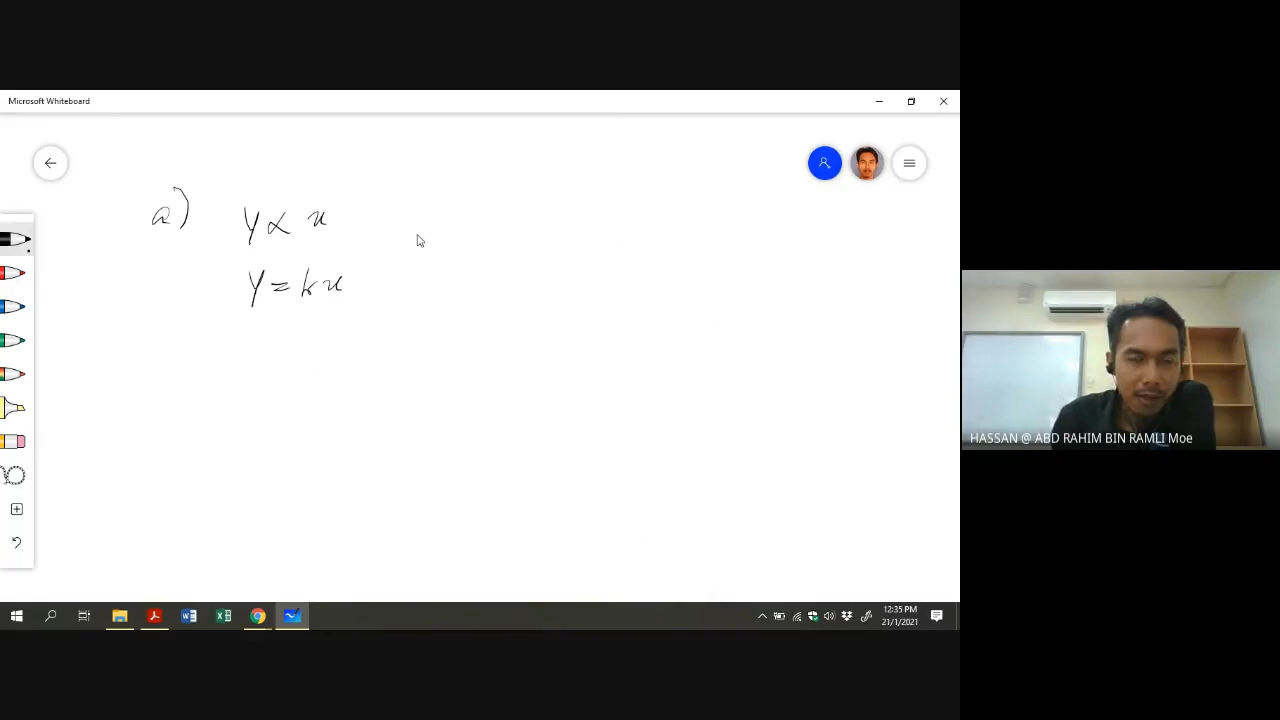 Microsoft Whiteboard
a) y ∝ x
y = kx
HASSAN @ ABD RAHIM BIN RAMLI Moe
12:35 PM
21/1/2021